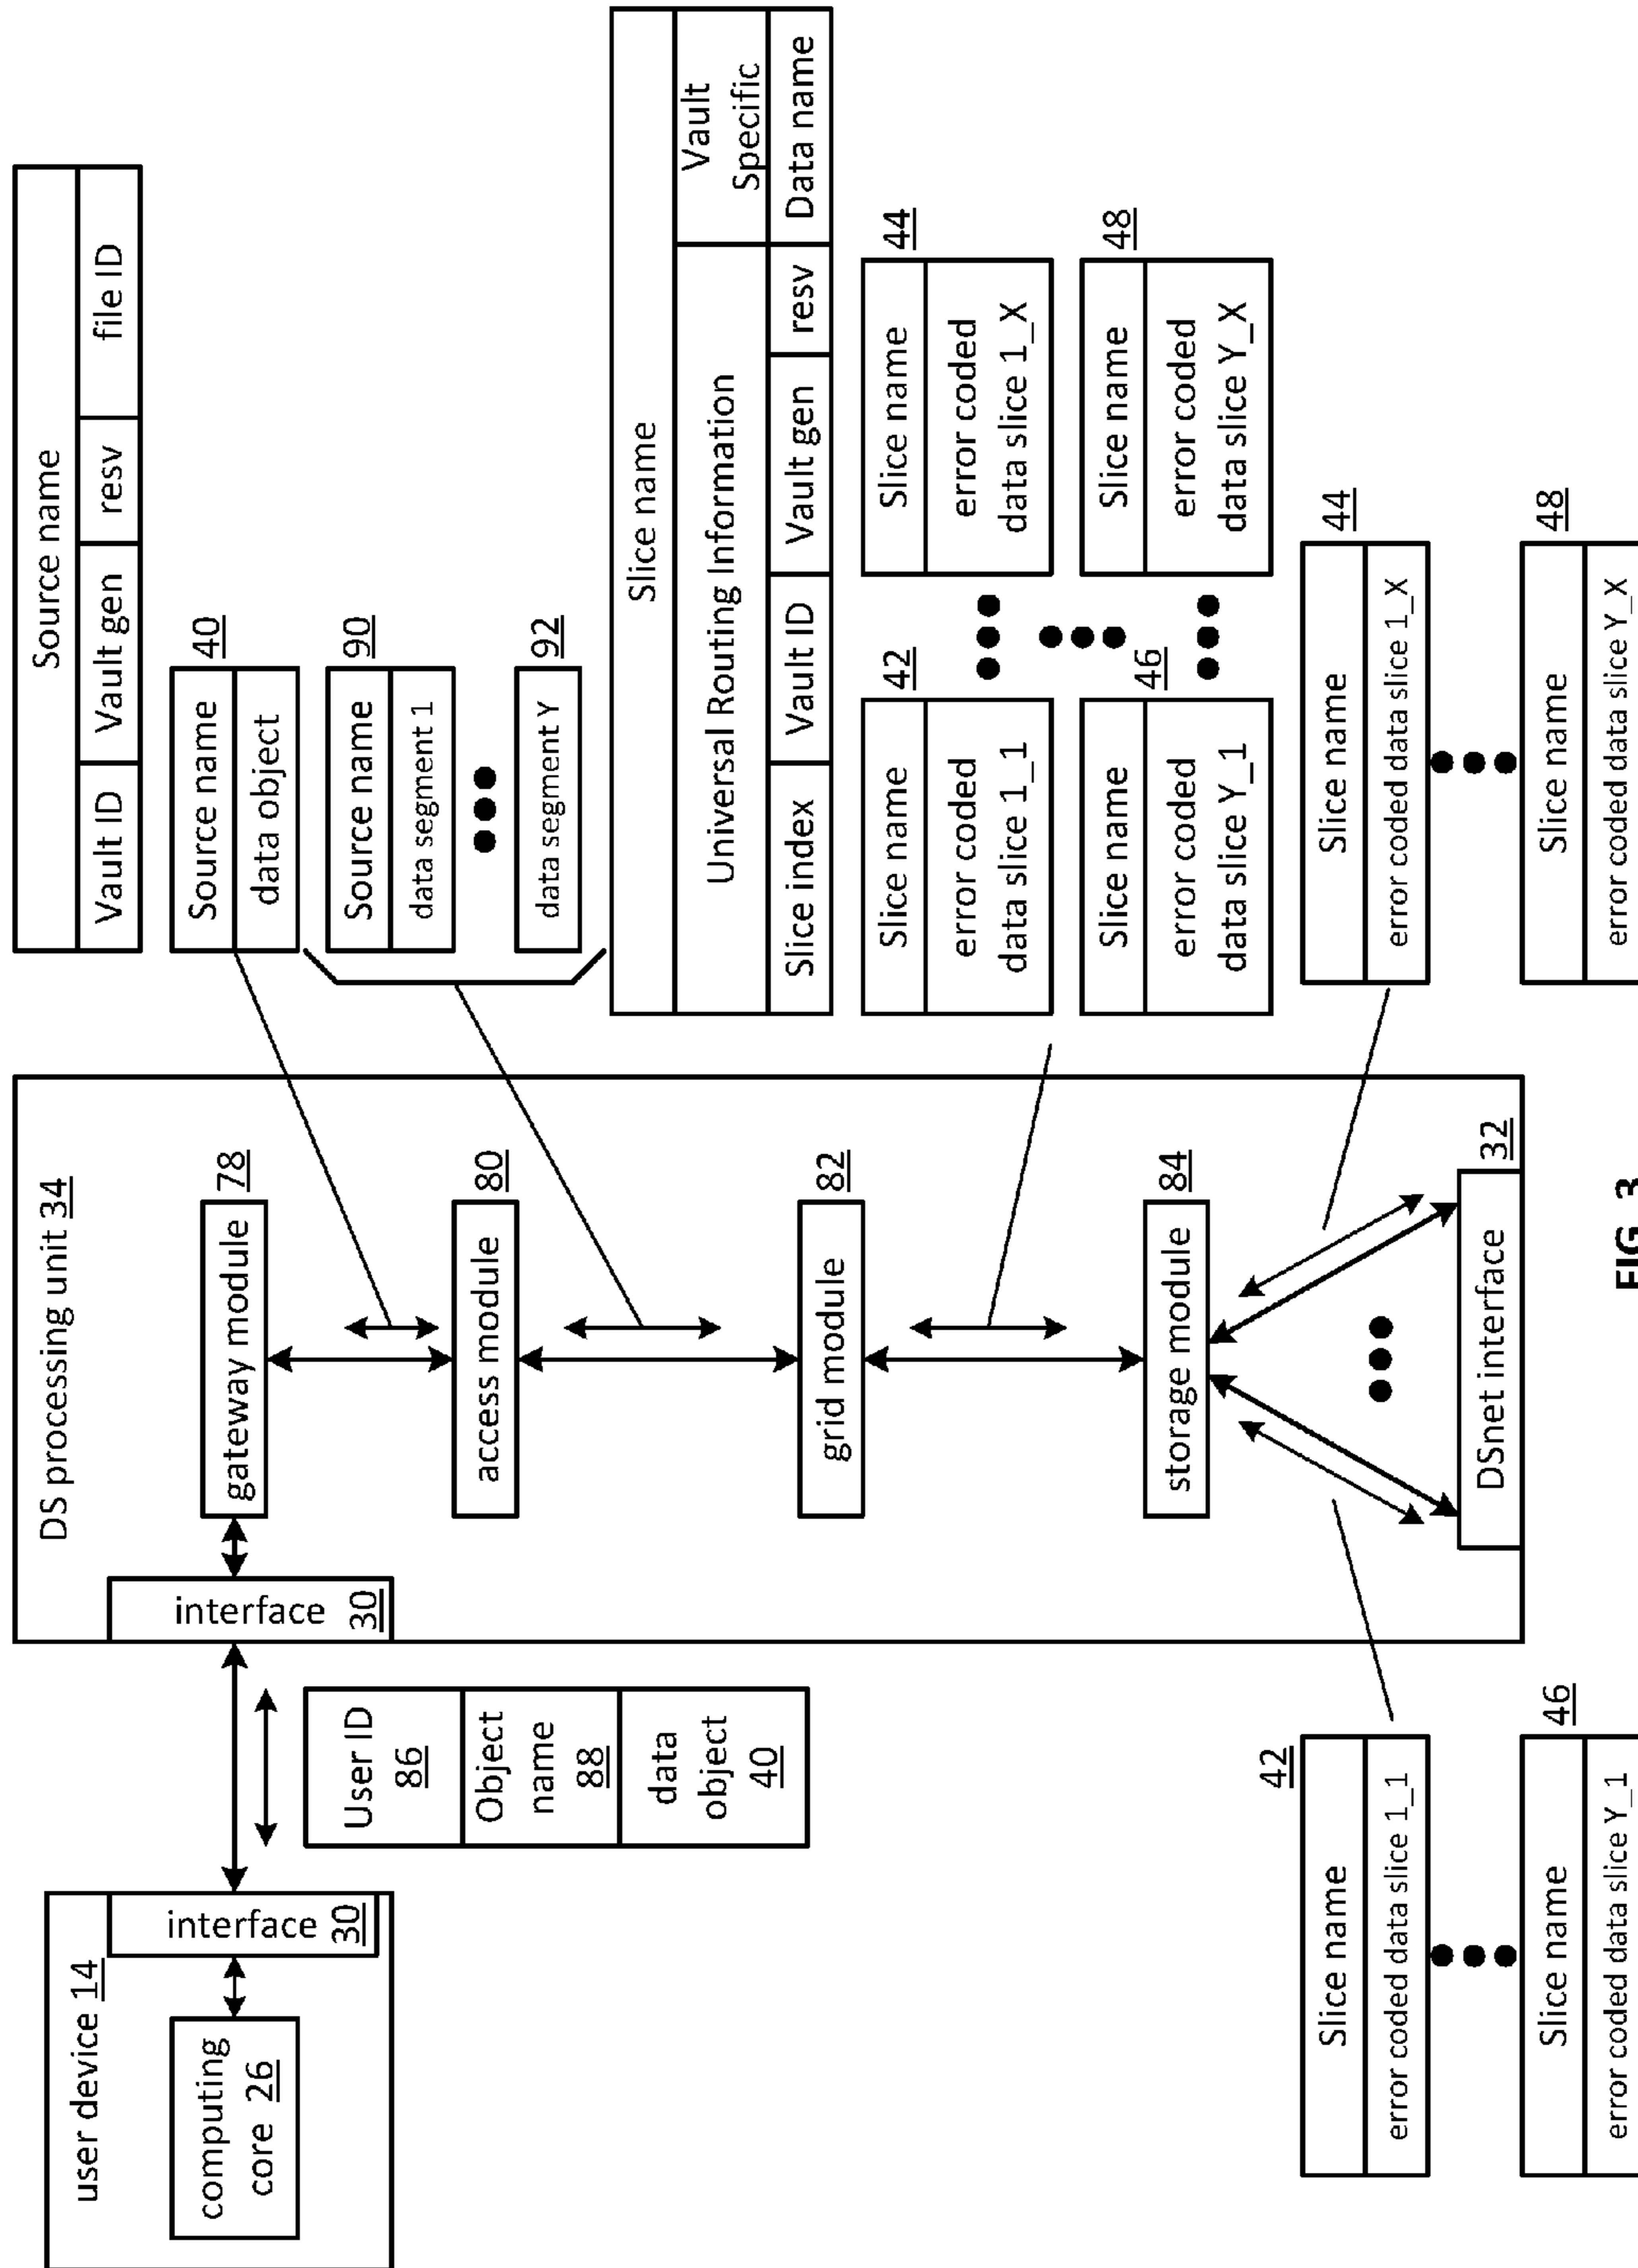 user device 14
computing
core 26
interface 30
User ID
86
Object
name
88
data
object
40
interface 30
DS processing unit 34
gateway module
78
access module
80
grid module
82
storage module
84
DSnet interface
32
Source name
Vault ID
Vault gen
resv
file ID
Source name
data object
40
Source name
data segment 1
90
data segment Y
92
Slice name
Universal Routing Information
Vault
Specific
Slice index
Vault ID
Vault gen
resv
Data name
Slice name
error coded
data slice 1_1
42
Slice name
error coded
data slice 1_X
44
Slice name
error coded
data slice Y_1
46
Slice name
error coded
data slice Y_X
48
42
Slice name
error coded data slice 1_1
46
Slice name
error coded data slice Y_1
44
Slice name
error coded data slice 1_X
48
Slice name
error coded data slice Y_X
FIG. 3